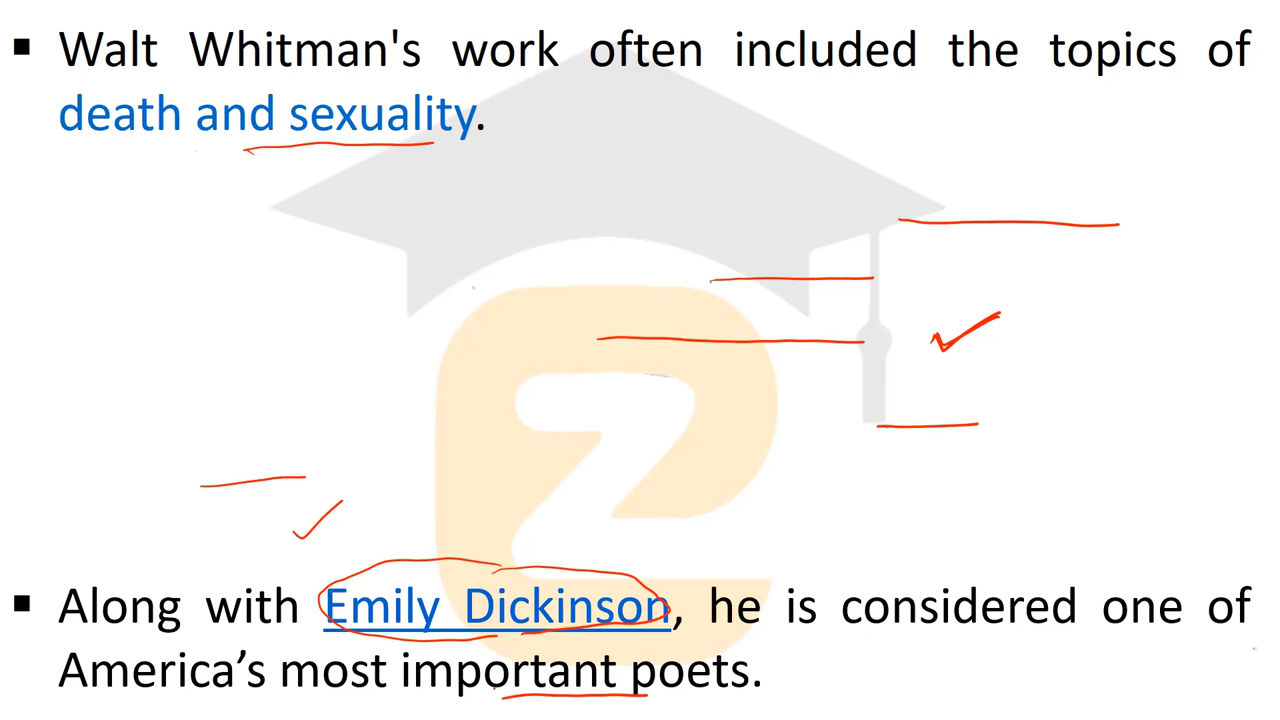 ▪ Walt Whitman's work often included the topics of
death and sexuality.
▪ Along with Emily Dickinson, he is considered one of
America’s most important poets.